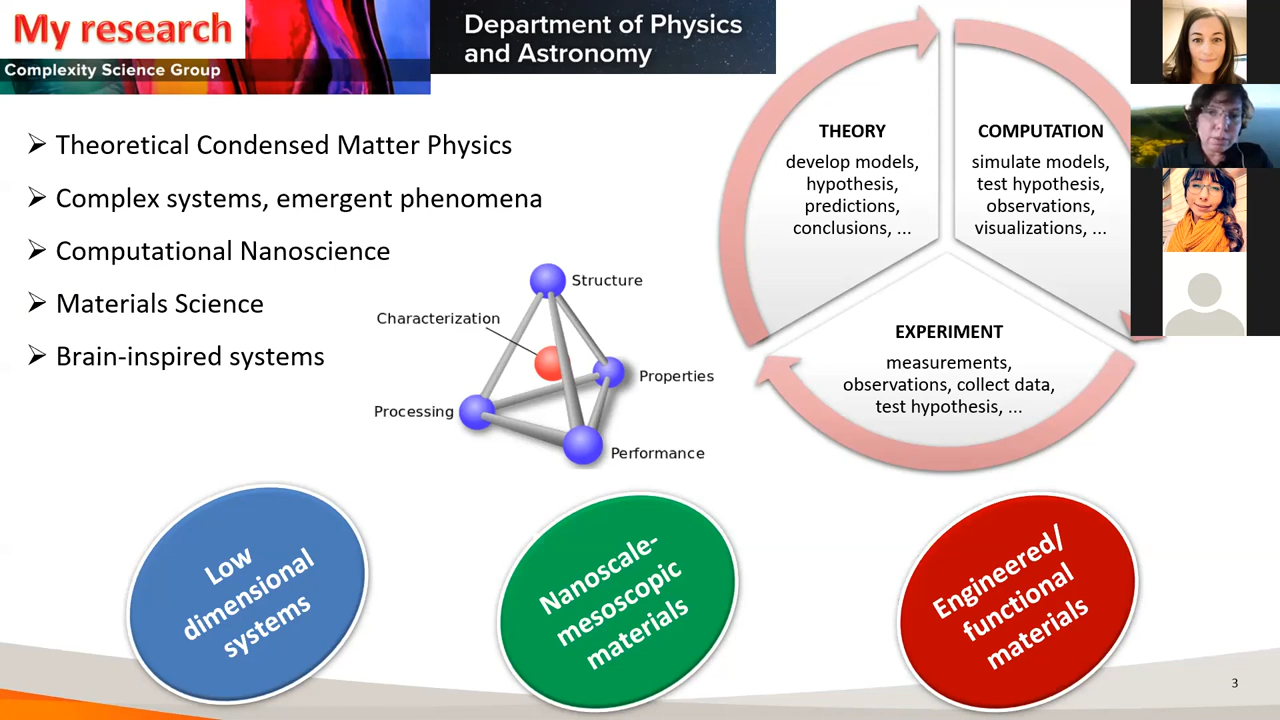 My research
Complexity Science Group
Department of Physics
and Astronomy
➢ Theoretical Condensed Matter Physics
➢ Complex systems, emergent phenomena
➢ Computational Nanoscience
➢ Materials Science
➢ Brain-inspired systems
Structure
Characterization
Properties
Processing
Performance
THEORY
develop models,
hypothesis,
predictions,
conclusions, ...
COMPUTATION
simulate models,
test hypothesis,
observations,
visualizations, ...
EXPERIMENT
measurements,
observations, collect data,
test hypothesis, ...
Low
dimensional
systems
Nanoscale-
mesoscopic
materials
Engineered/
functional
materials
3